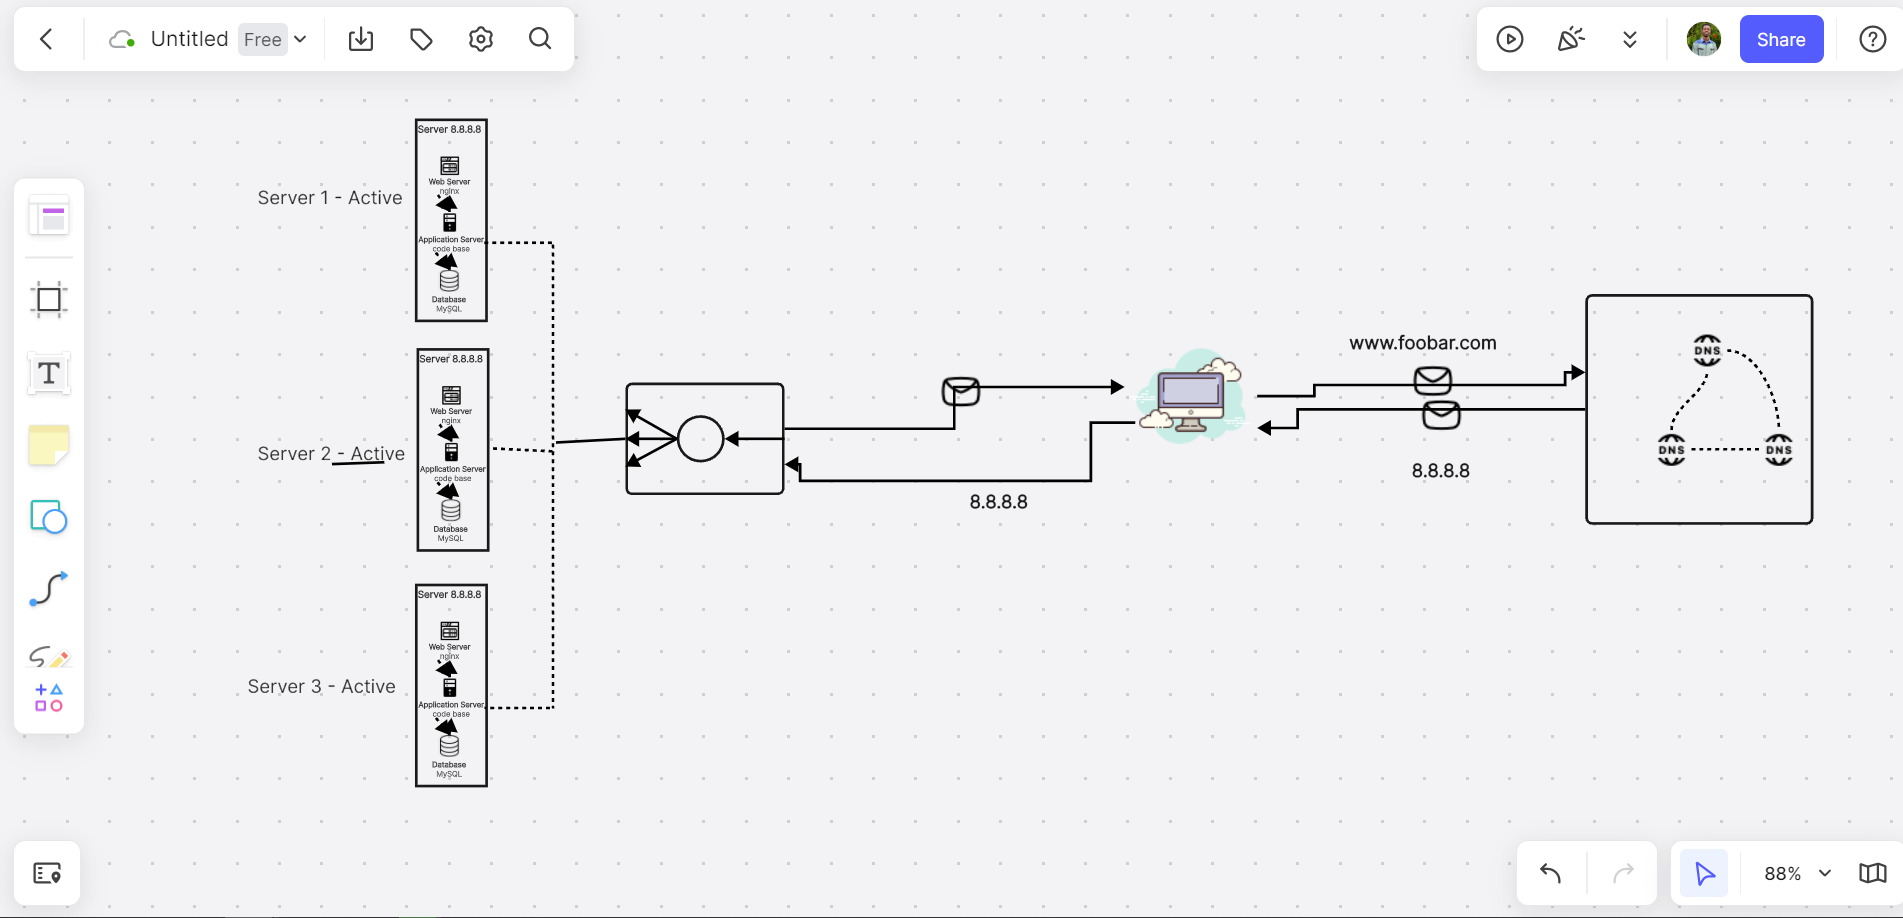 Untitled Free
Share
Server 8.8.8.8
Web Server
nginx
Server 1 - Active
Application Server
code base
Database
MySQL
Server 8.8.8.8
Web Server
nginx
Server 2 - Active
Application Server
code base
Database
MySQL
Server 8.8.8.8
Web Server
nginx
Server 3 - Active
Application Server
code base
Database
MySQL
8.8.8.8
www.foobar.com
8.8.8.8
DNS
DNS
DNS
T
88%